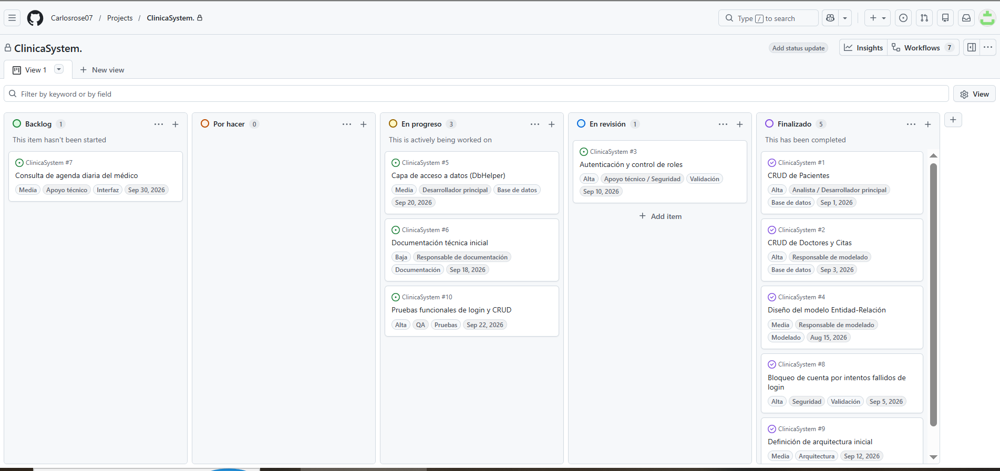 Carlosrose07 / Projects / ClinicaSystem.
Type / to search
ClinicaSystem.
Add status update
Insights
Workflows 7
View 1
New view
Filter by keyword or by field
View
Backlog 1
This item hasn't been started
ClinicaSystem #7
Consulta de agenda diaria del médico
Media Apoyo técnico Interfaz Sep 30, 2026
Por hacer 0
En progreso 3
This is actively being worked on
ClinicaSystem #5
Capa de acceso a datos (DbHelper)
Media Desarrollador principal Base de datos
Sep 20, 2026
ClinicaSystem #6
Documentación técnica inicial
Baja Responsable de documentación
Documentación Sep 18, 2026
ClinicaSystem #10
Pruebas funcionales de login y CRUD
Alta QA Pruebas Sep 22, 2026
En revisión 1
ClinicaSystem #3
Autenticación y control de roles
Alta Apoyo técnico / Seguridad Validación
Sep 10, 2026
Add item
Finalizado 5
This has been completed
ClinicaSystem #1
CRUD de Pacientes
Alta Analista / Desarrollador principal
Base de datos Sep 1, 2026
ClinicaSystem #2
CRUD de Doctores y Citas
Alta Responsable de modelado
Base de datos Sep 3, 2026
ClinicaSystem #4
Diseño del modelo Entidad-Relación
Media Responsable de modelado
Modelado Aug 15, 2026
ClinicaSystem #8
Bloqueo de cuenta por intentos fallidos de
login
Alta Seguridad Validación Sep 5, 2026
ClinicaSystem #9
Definición de arquitectura inicial
Media Arquitectura Sep 12, 2026